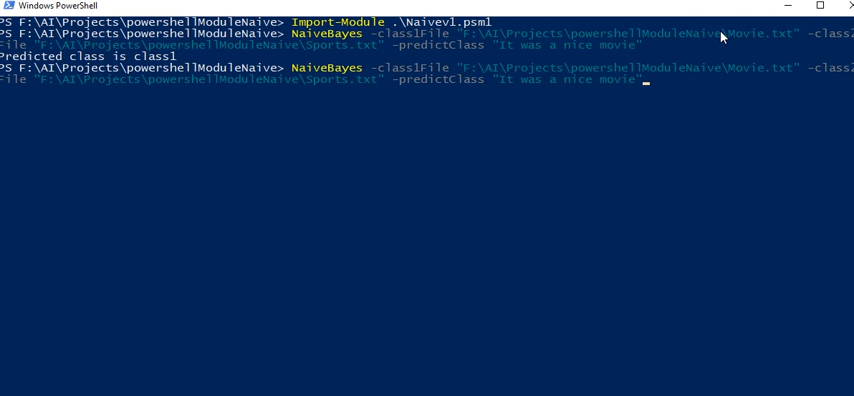 Windows PowerShell
PS F:\AI\Projects\powershellModuleNaive> Import-Module .\Naivev1.psm1
PS F:\AI\Projects\powershellModuleNaive> NaiveBayes -class1File "F:\AI\Projects\powershellModuleNaive\Movie.txt" -class2
File "F:\AI\Projects\powershellModuleNaive\Sports.txt" -predictClass "It was a nice movie"
Predicted class is class1
PS F:\AI\Projects\powershellModuleNaive> NaiveBayes -class1File "F:\AI\Projects\powershellModuleNaive\Movie.txt" -class2
File "F:\AI\Projects\powershellModuleNaive\Sports.txt" -predictClass "It was a nice movie"